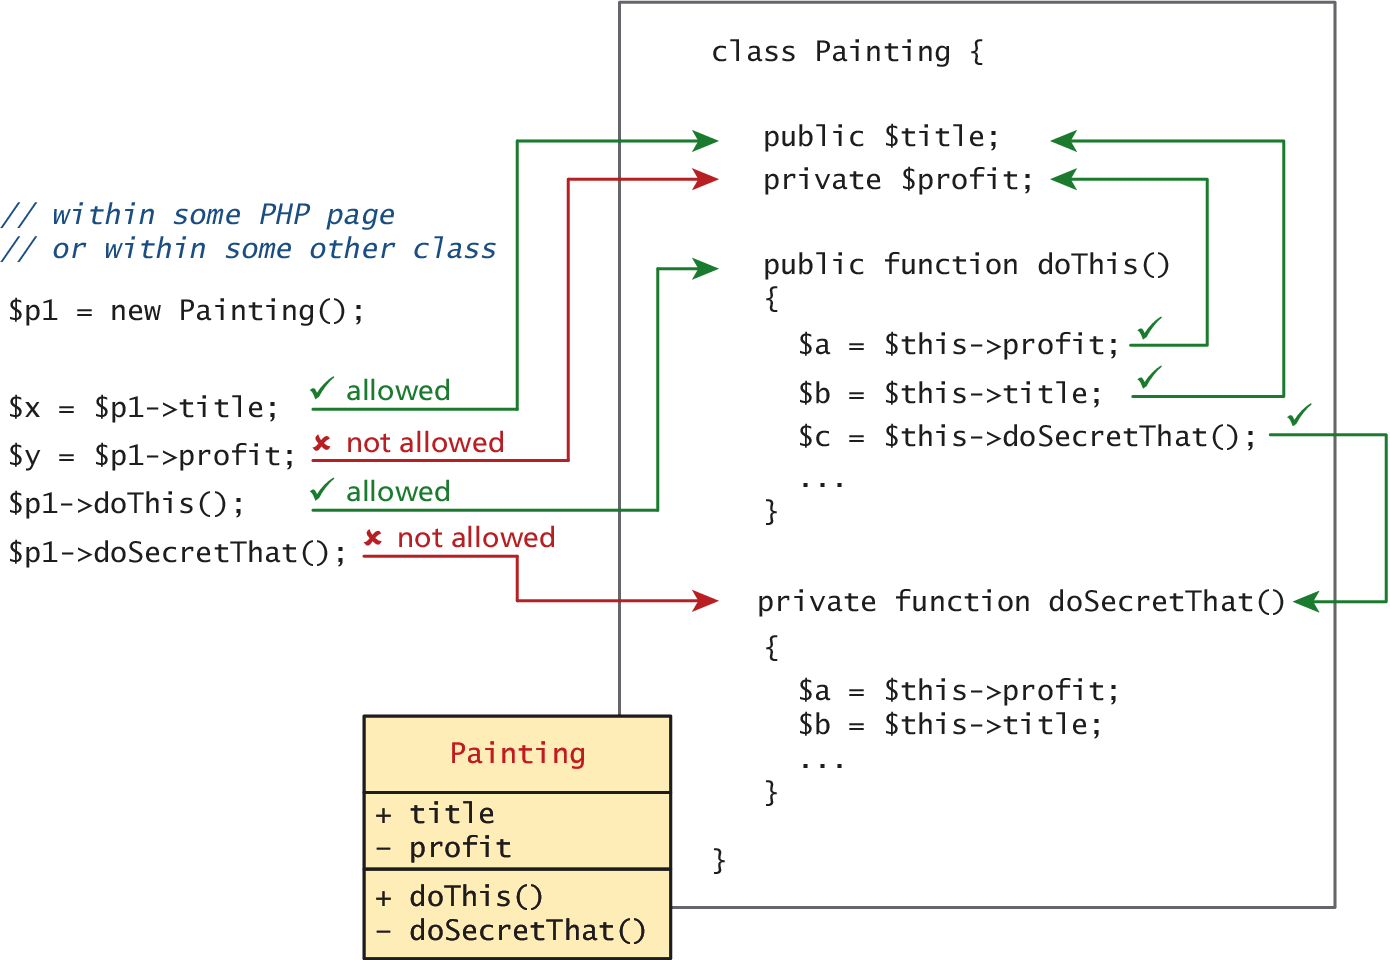 // within some PHP page
// or within some other class
$p1 = new Painting();
$x = $p1->title;
✓ allowed
$y = $p1->profit;
✘ not allowed
$p1->doThis();
✓ allowed
$p1->doSecretThat();
✘ not allowed
class Painting {
public $title;
private $profit;
public function doThis()
{
$a = $this->profit; ✓
$b = $this->title; ✓
$c = $this->doSecretThat(); ✓
...
}
private function doSecretThat()
{
$a = $this->profit;
$b = $this->title;
...
}
}
Painting
+ title
- profit
+ doThis()
- doSecretThat()